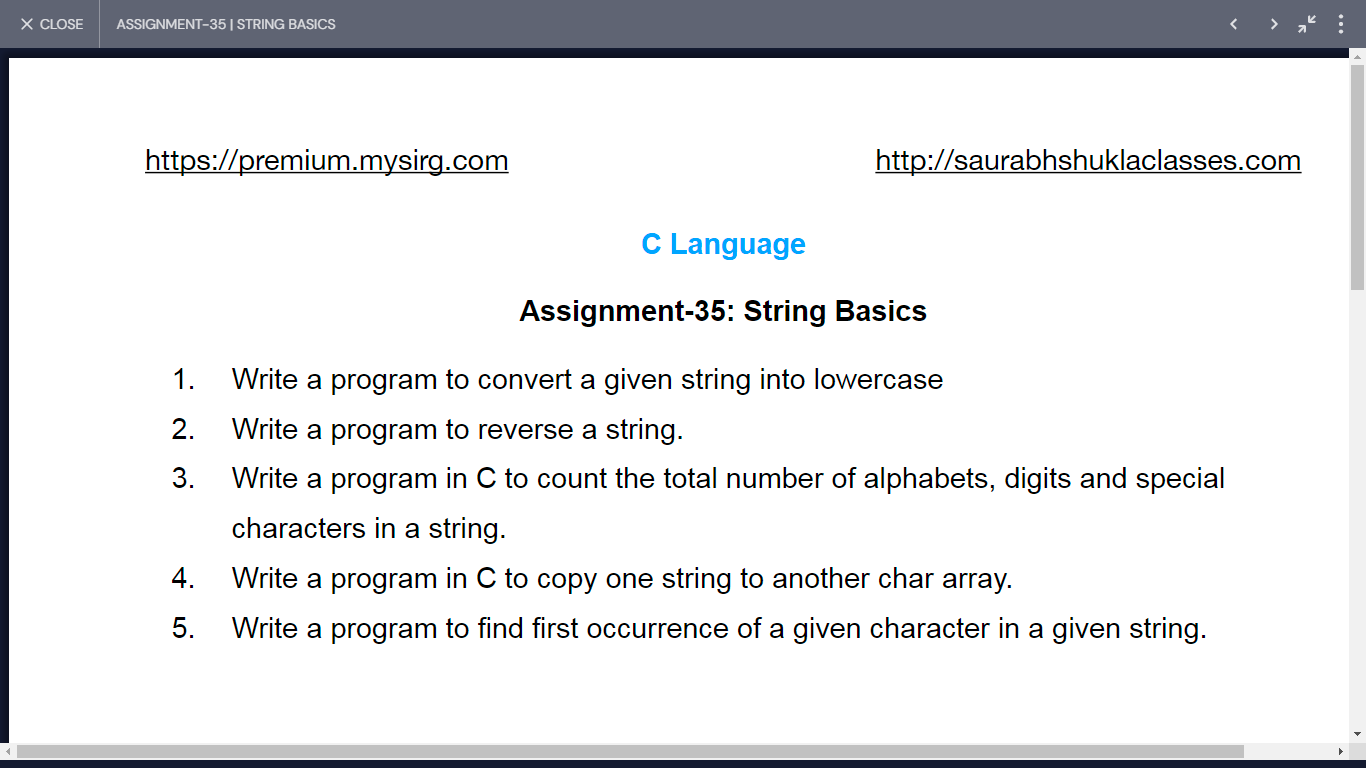 CLOSE
ASSIGNMENT-35 | STRING BASICS
https://premium.mysirg.com
http://saurabhshuklaclasses.com
C Language
Assignment-35: String Basics
1. Write a program to convert a given string into lowercase
2. Write a program to reverse a string.
3. Write a program in C to count the total number of alphabets, digits and special
characters in a string.
4. Write a program in C to copy one string to another char array.
5. Write a program to find first occurrence of a given character in a given string.